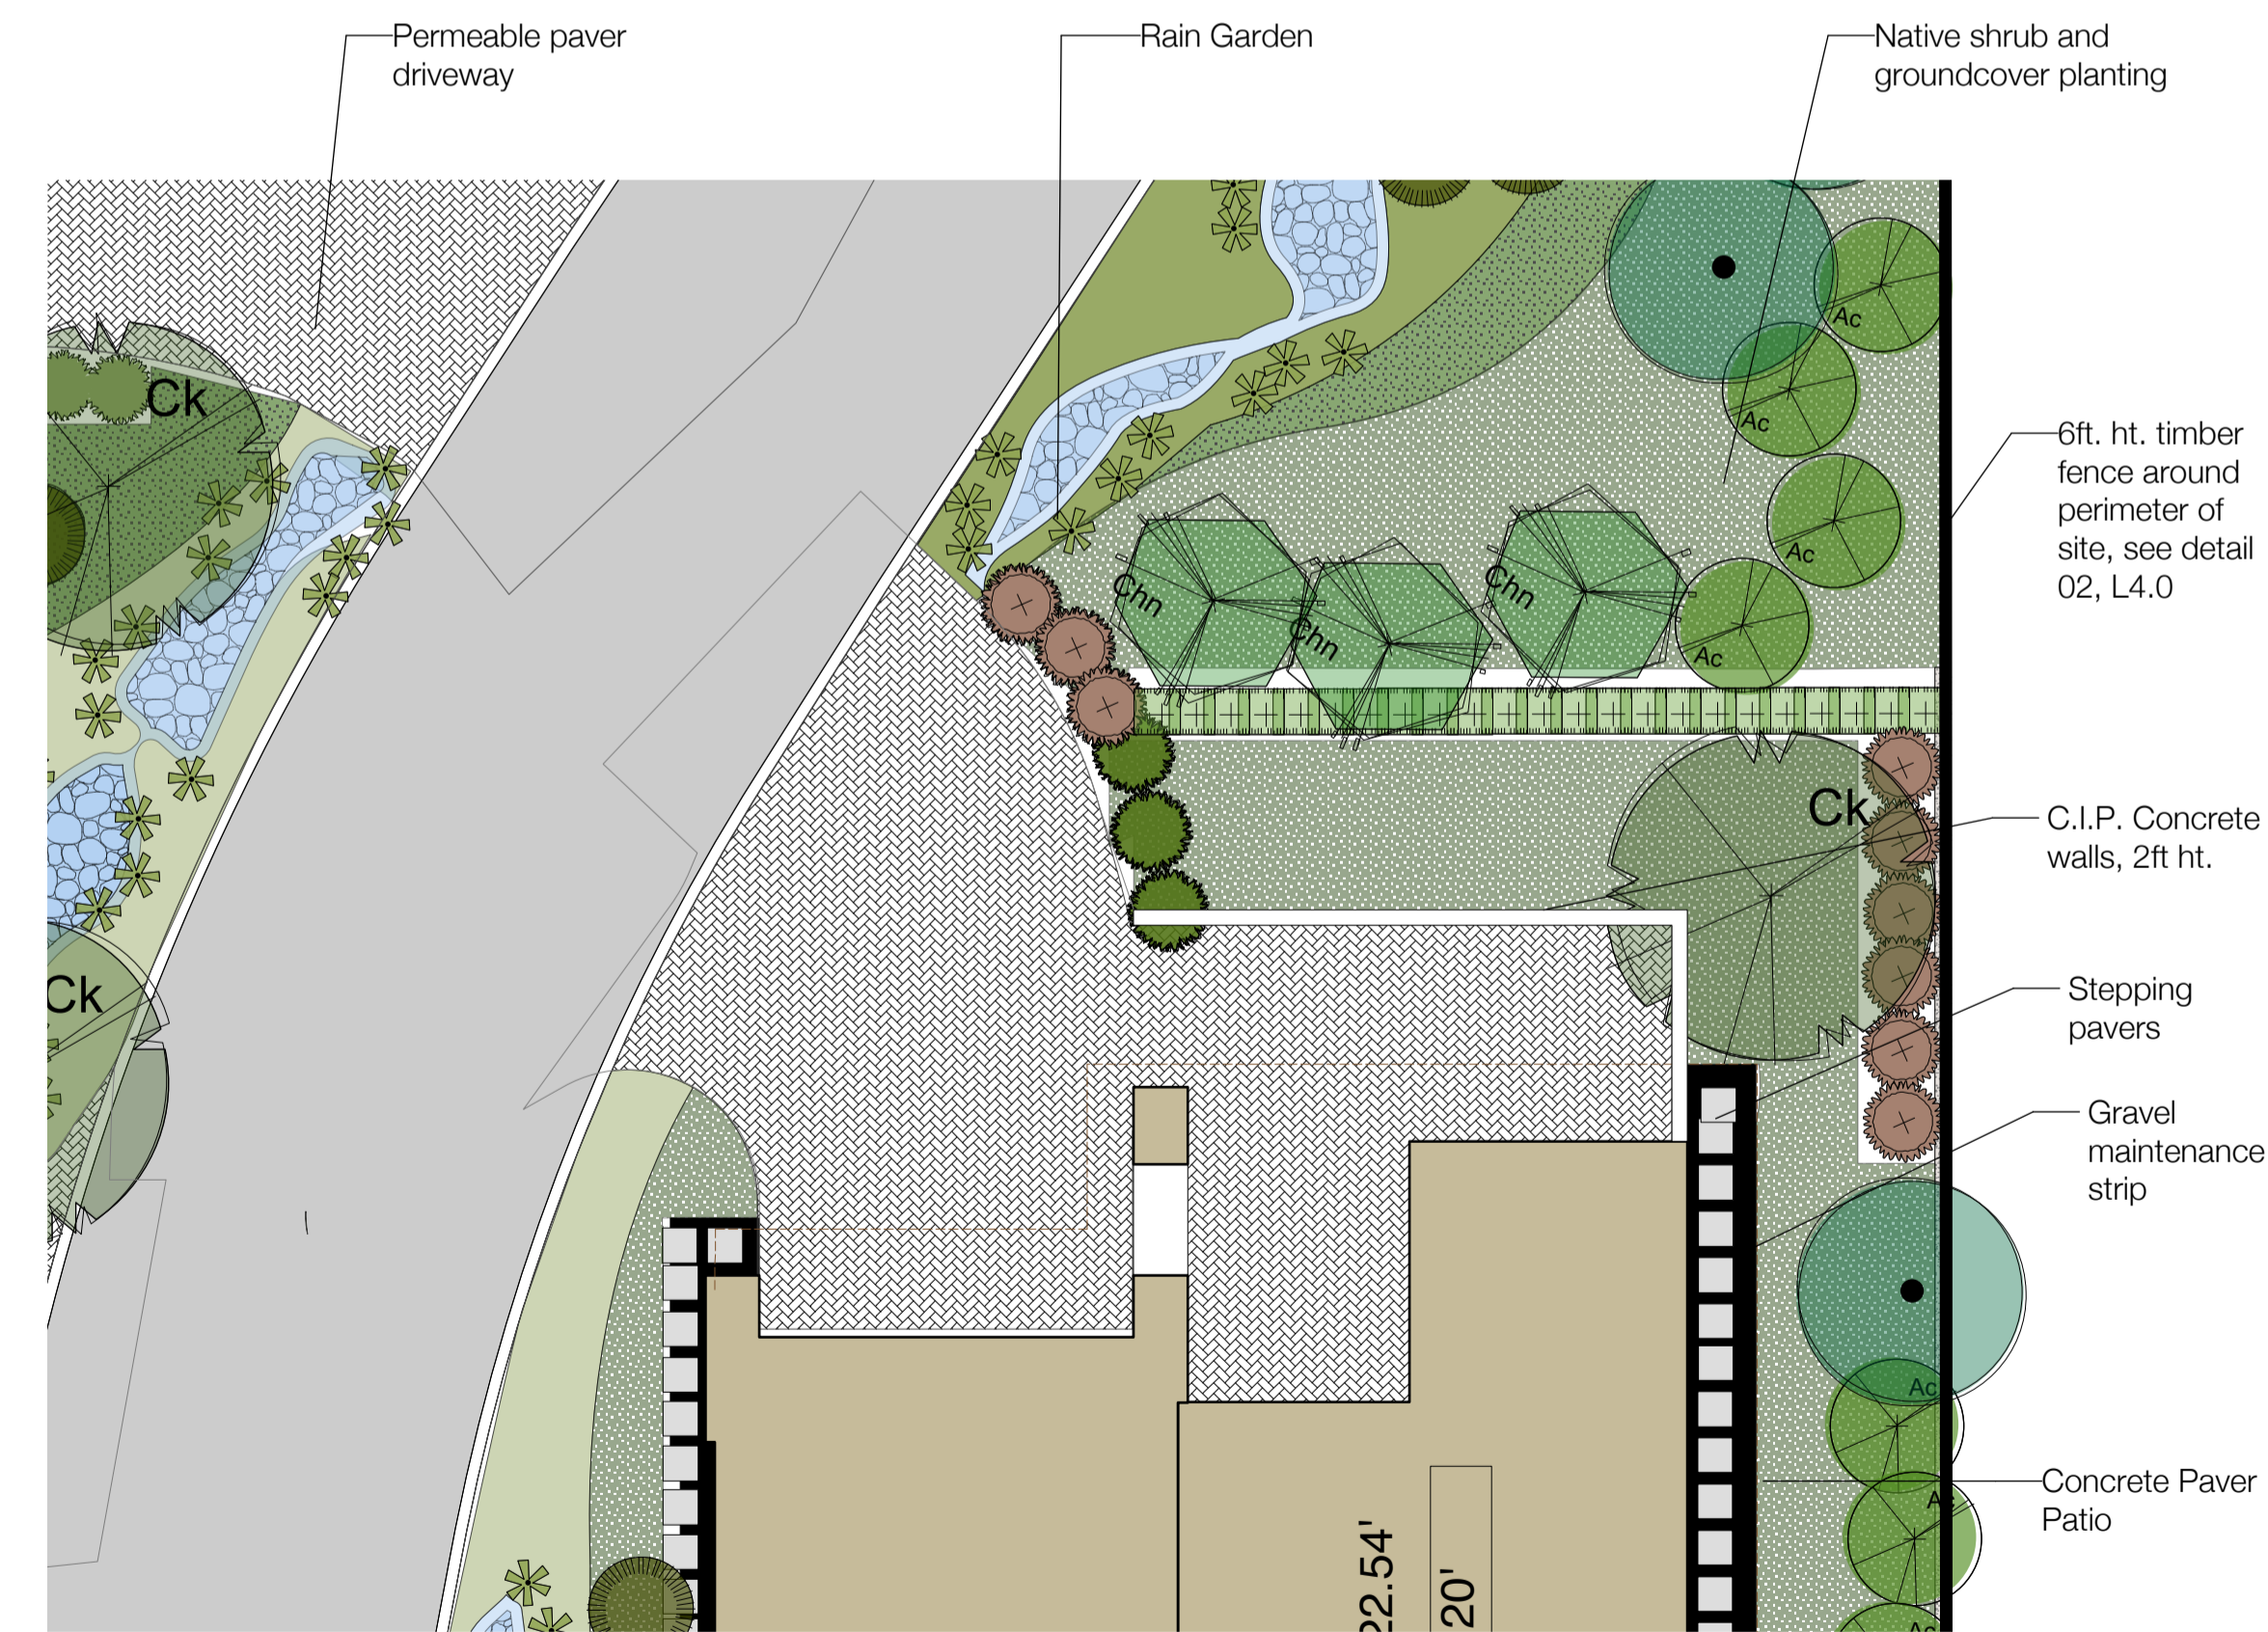 Permeable paver
driveway
Rain Garden
Native shrub and
groundcover planting
Ck
Ac
Ac
6ft. ht. timber
fence around
perimeter of
site, see detail
02, L4.0
Ac
Chn
Chn
Chn
Ac
Ck
C.I.P. Concrete
walls, 2ft ht.
Ck
Stepping
pavers
Gravel
maintenance
strip
Ac
Concrete Paver
Patio
Ac
22.54'
20'
Ac